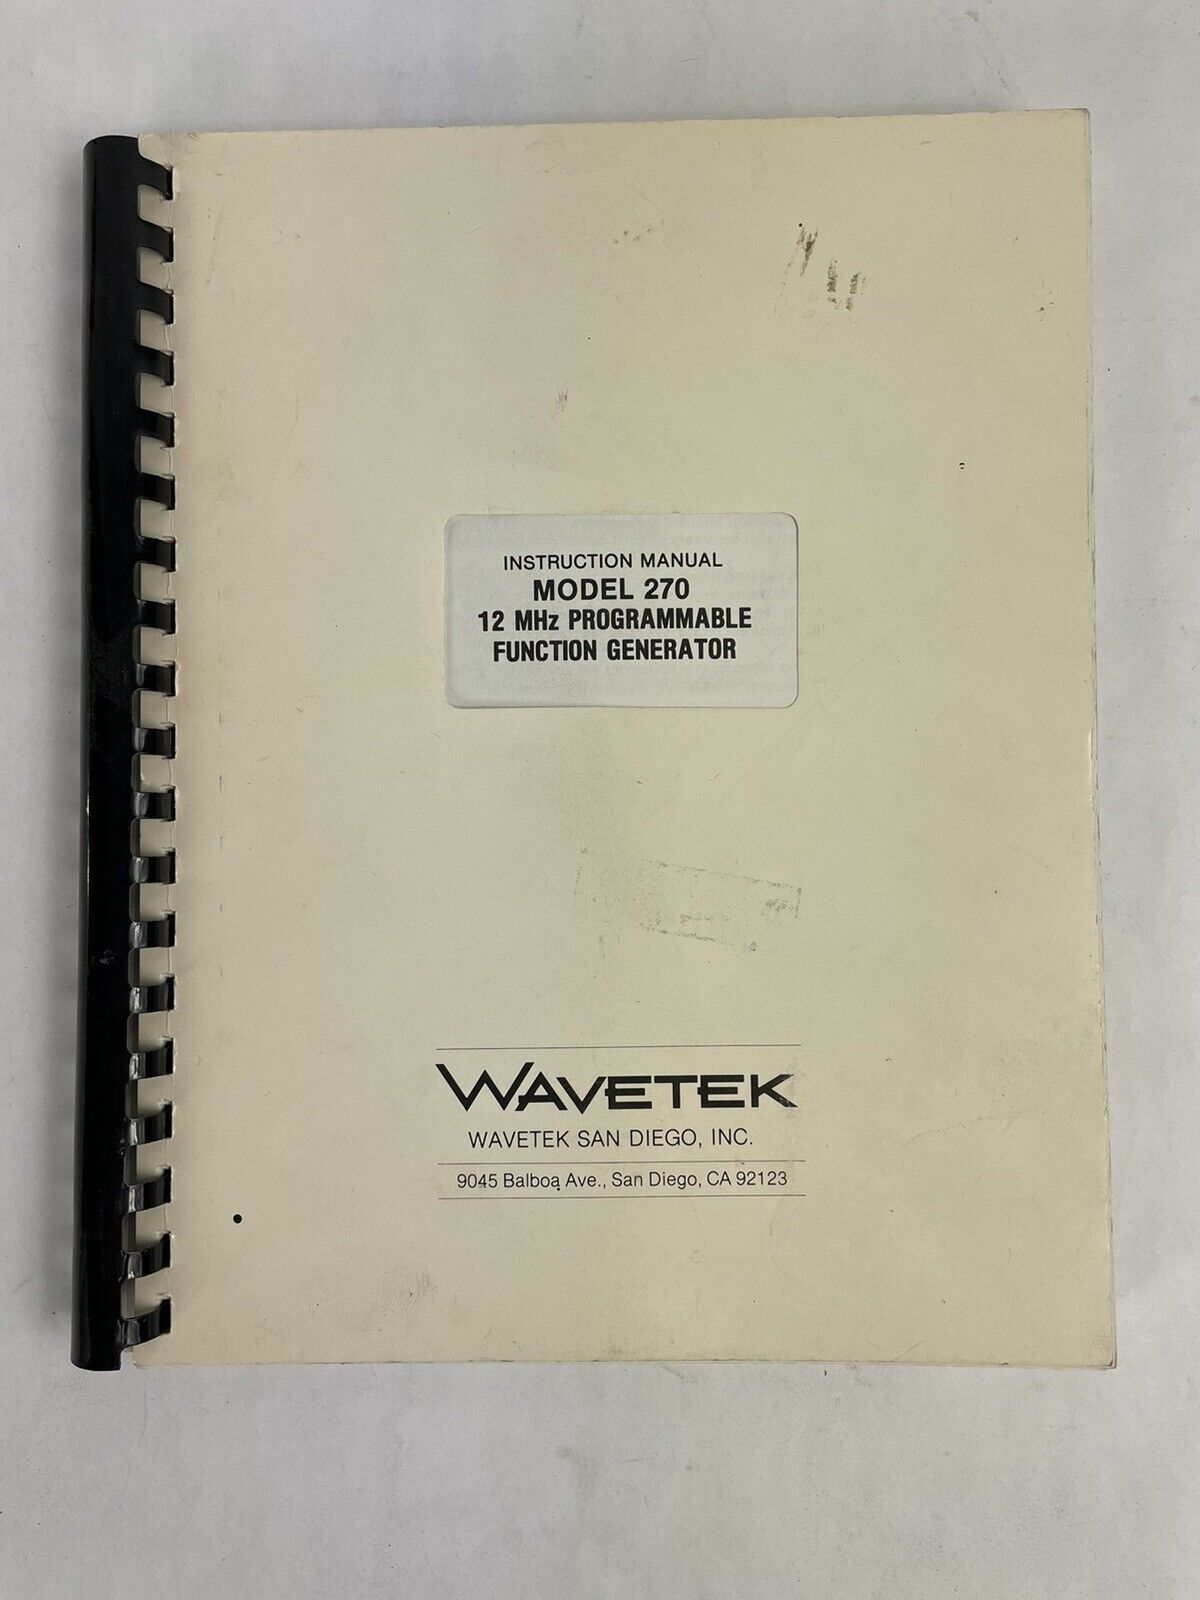 INSTRUCTION MANUAL
MODEL 270
12 MHz PROGRAMMABLE
FUNCTION GENERATOR
WAVETEK
WAVETEK SAN DIEGO, INC.
9045 Balboa Ave., San Diego, CA 92123